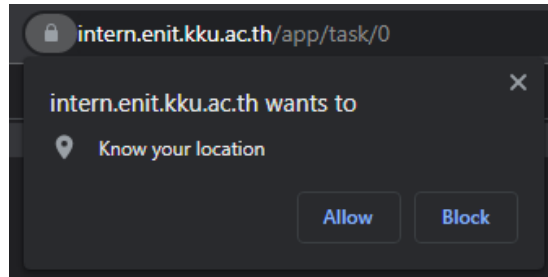 intern.enit.kku.ac.th/app/task/0
intern.enit.kku.ac.th wants to
Know your location
Allow Block